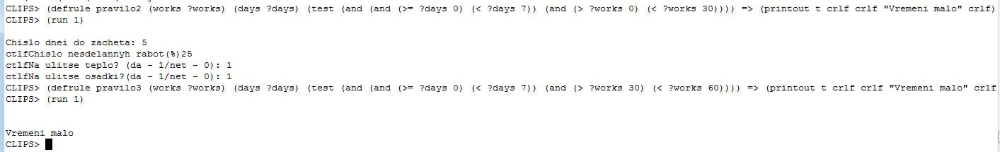 CLIPS> (defrule pravilo2 (works ?works) (days ?days) (test (and (and (>= ?days 0) (< ?days 7)) (and (> ?works 0) (< ?works 30)))) => (printout t crlf crlf "Vremeni malo" crlf)
CLIPS> (run 1)
Chislo dnei do zacheta: 5
ctlfChislo nesdelannyh rabot(%)25
ctlfNa ulitse teplo? (da - 1/net - 0): 1
ctlfNa ulitse osadki?(da - 1/net - 0): 1
CLIPS> (defrule pravilo3 (works ?works) (days ?days) (test (and (and (>= ?days 0) (< ?days 7)) (and (> ?works 30) (< ?works 60)))) => (printout t crlf crlf "Vremeni malo" crlf
CLIPS> (run 1)
Vremeni malo
CLIPS>